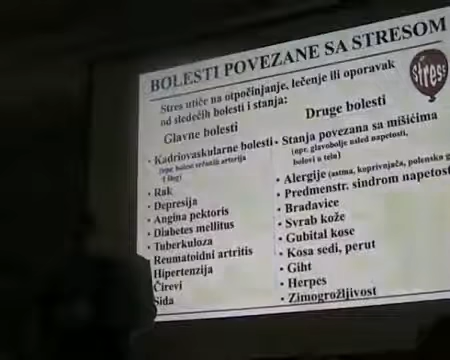 BOLESTI POVEZANE SA STRESOM
stress
Stres utiče na otpočinjanje, lečenje ili oporavak
od sledećih bolesti i stanja:
Glavne bolesti
• Kadriovaskularne bolesti
(npr. bolest srčanih arterija
i šlog)
• Rak
• Depresija
• Angina pektoris
• Diabetes mellitus
• Tuberkuloza
Reumatoidni artritis
Hipertenzija
Čirevi
Sida
Druge bolesti
• Stanja povezana sa mišićima
(npr. glavobolje usled napetosti,
bolovi u telu)
• Alergije (astma, koprivnjača, polenska g
• Predmenstr. sindrom napetost
• Bradavice
• Svrab kože
• Gubital kose
• Kosa sedi, perut
• Giht
• Herpes
• Zimogrožljivost